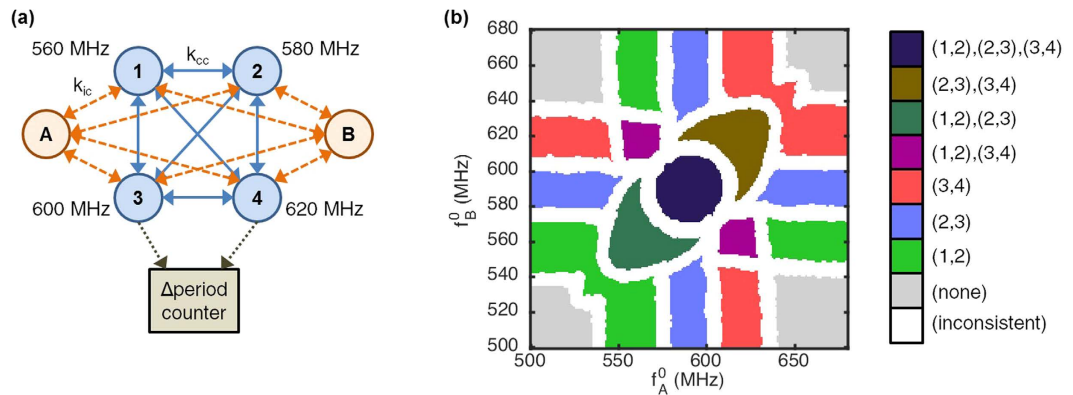 (a)
560 MHz
580 MHz
1
k_cc
2
k_ic
A
B
3
4
600 MHz
620 MHz
Δperiod
counter
(b)
680
660
640
620
600
580
560
540
520
500
f_B^0 (MHz)
500
550
600
650
f_A^0 (MHz)
(1,2),(2,3),(3,4)
(2,3),(3,4)
(1,2),(2,3)
(1,2),(3,4)
(3,4)
(2,3)
(1,2)
(none)
(inconsistent)